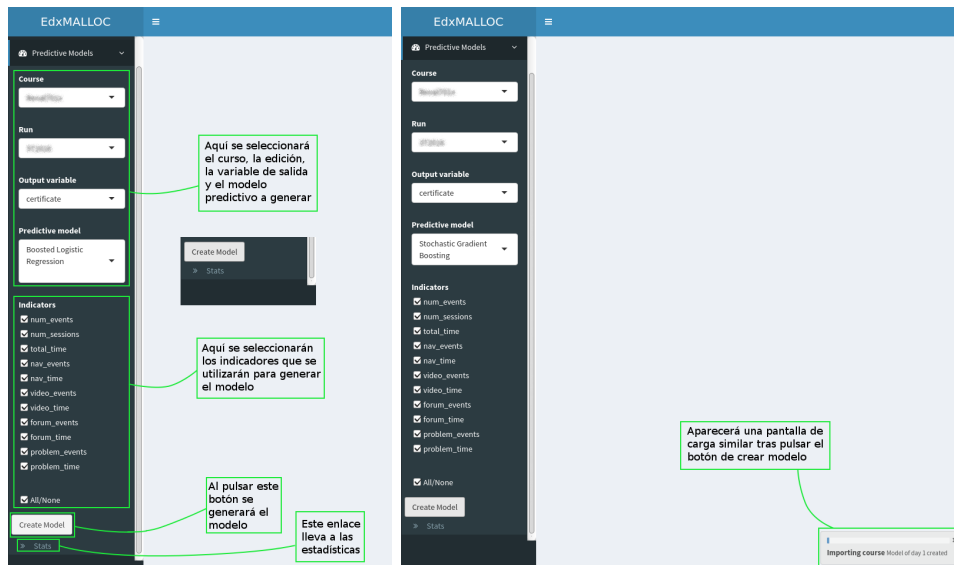 EdxMALLOC
Predictive Models
Course
Run
Output variable
certificate
Predictive model
Boosted Logistic
Regression
Indicators
num_events
num_sessions
total_time
nav_events
nav_time
video_events
video_time
forum_events
forum_time
problem_events
problem_time
All/None
Create Model
» Stats
Aquí se seleccionará
el curso, la edición,
la variable de salida
y el modelo
predictivo a generar
Create Model
» Stats
Aquí se seleccionarán
los indicadores que se
utilizarán para generar
el modelo
Al pulsar este
botón se
generará el
modelo
Este enlace
lleva a las
estadísticas
EdxMALLOC
Predictive Models
Course
Run
Output variable
certificate
Predictive model
Stochastic Gradient
Boosting
Indicators
num_events
num_sessions
total_time
nav_events
nav_time
video_events
video_time
forum_events
forum_time
problem_events
problem_time
All/None
Create Model
» Stats
Aparecerá una pantalla de
carga similar tras pulsar el
botón de crear modelo
Importing course Model of day 1 created